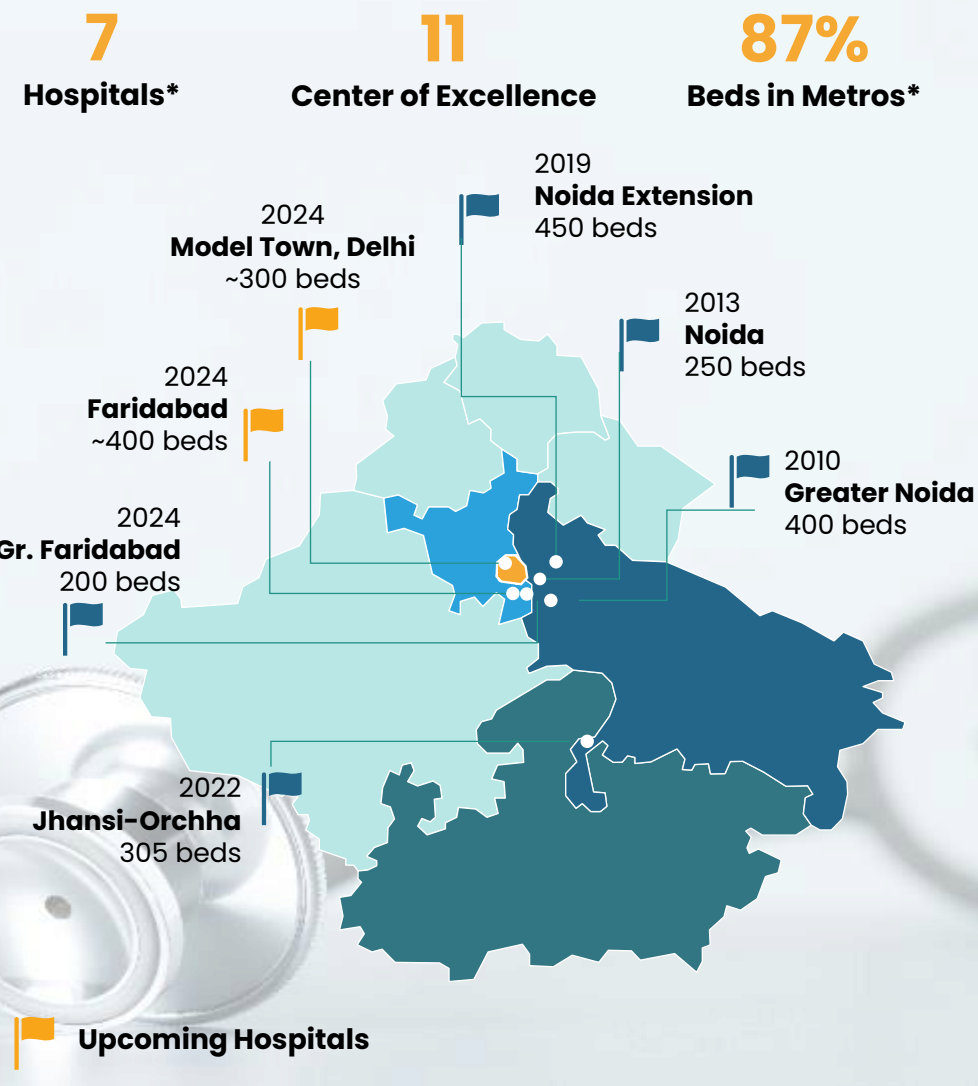 7
Hospitals*
11
Center of Excellence
87%
Beds in Metros*
2019
Noida Extension
450 beds
2024
Model Town, Delhi
~300 beds
2013
Noida
250 beds
2024
Faridabad
~400 beds
2010
Greater Noida
400 beds
2024
Gr. Faridabad
200 beds
2022
Jhansi-Orchha
305 beds
Upcoming Hospitals